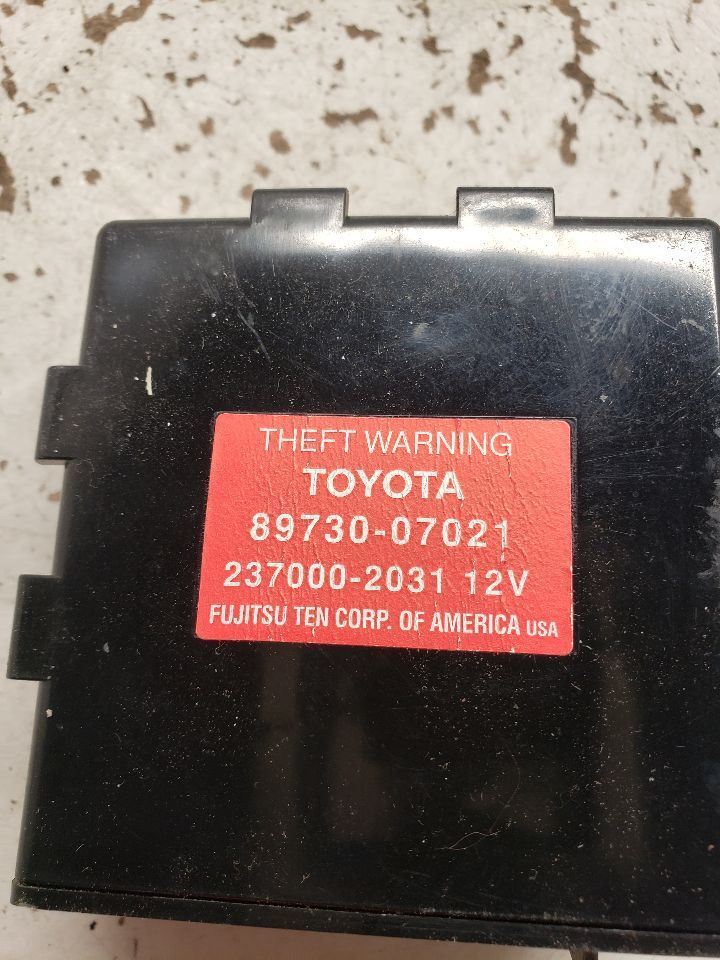 THEFT WARNING
TOYOTA
89730-07021
237000-2031 12V
FUJITSU TEN CORP. OF AMERICA USA